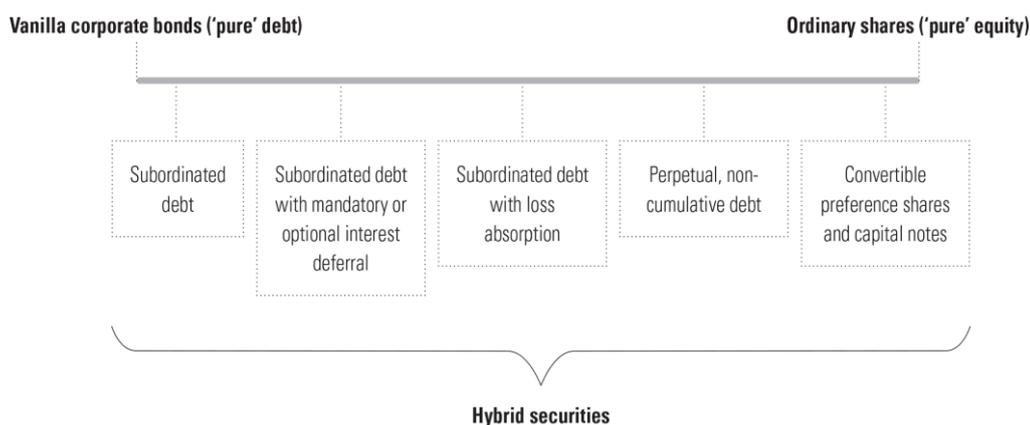 Vanilla corporate bonds (‘pure’ debt)
Ordinary shares (‘pure’ equity)
Subordinated
debt
Subordinated debt
with mandatory or
optional interest
deferral
Subordinated debt
with loss
absorption
Perpetual, non-
cumulative debt
Convertible
preference shares
and capital notes
Hybrid securities